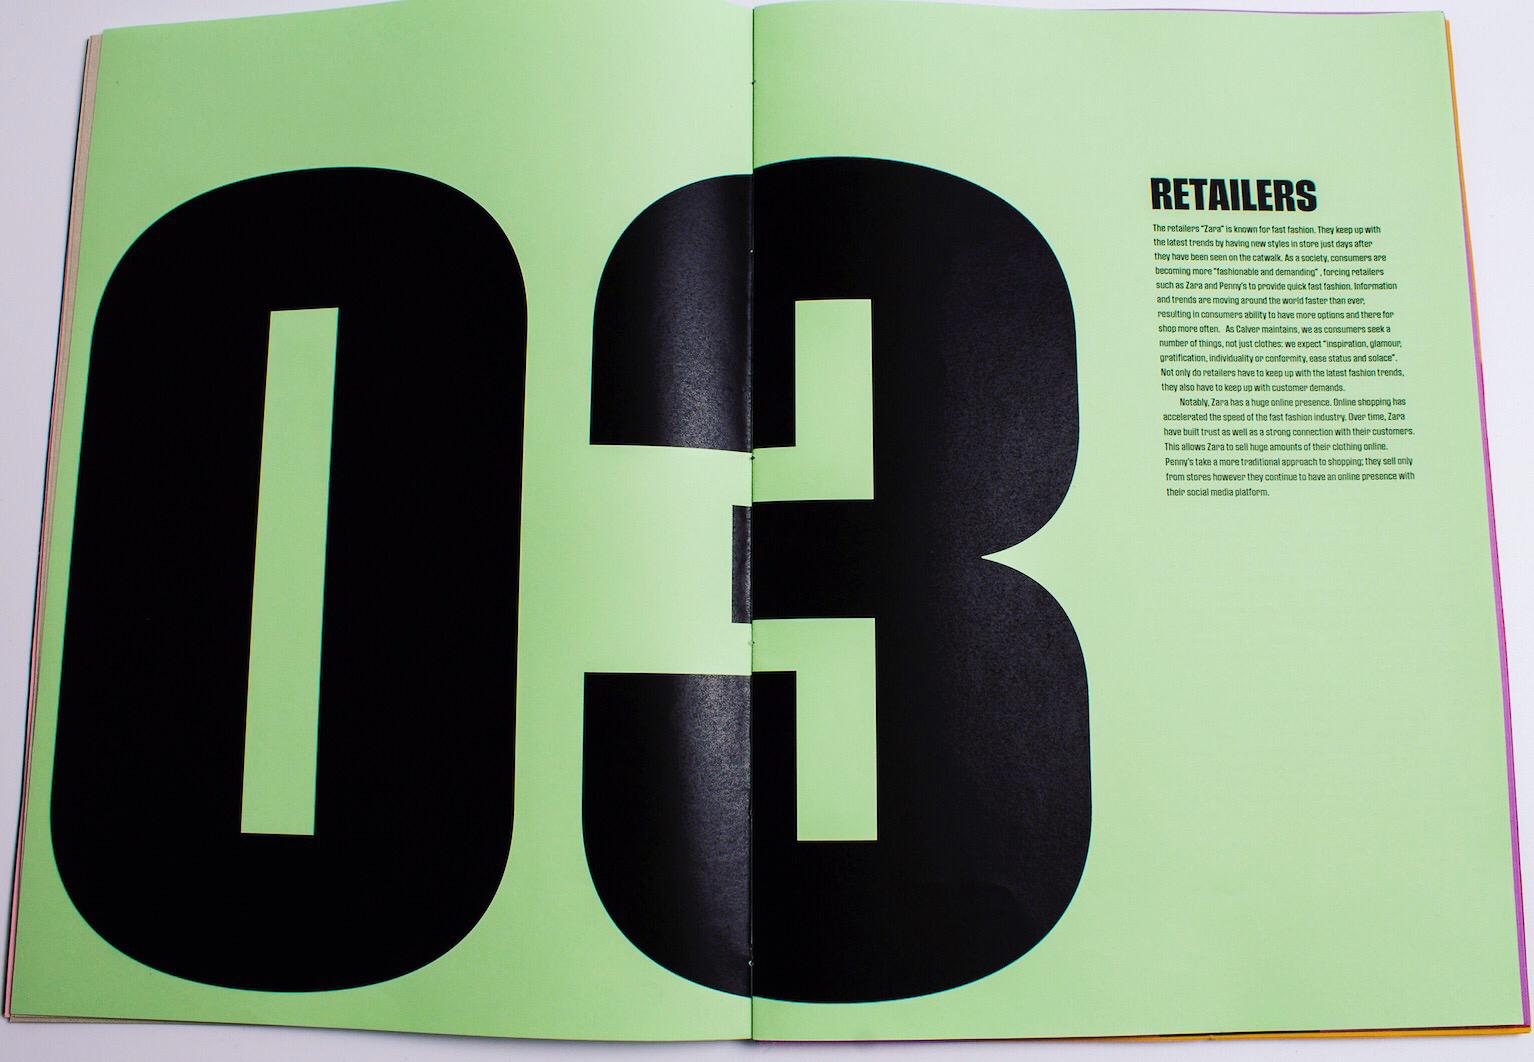 03
RETAILERS
The retailers "Zara" is known for fast fashion. They keep up with
the latest trends by having new styles in store just days after
they have been seen on the catwalk. As a society, consumers are
becoming more "fashionable and demanding" , forcing retailers
such as Zara and Penny's to provide quick fast fashion. Information
and trends are moving around the world faster than ever,
resulting in consumers ability to have more options and there for
shop more often. As Calver maintains, we as consumers seek a
number of things, not just clothes: we expect "inspiration, glamour,
gratification, individuality or conformity, ease status and solace".
Not only do retailers have to keep up with the latest fashion trends,
they also have to keep up with customer demands.
Notably, Zara has a huge online presence. Online shopping has
accelerated the speed of the fast fashion industry. Over time, Zara
have built trust as well as a strong connection with their customers.
This allows Zara to sell huge amounts of their clothing online.
Penny's take a more traditional approach to shopping; they sell only
from stores however they continue to have an online presence with
their social media platform.